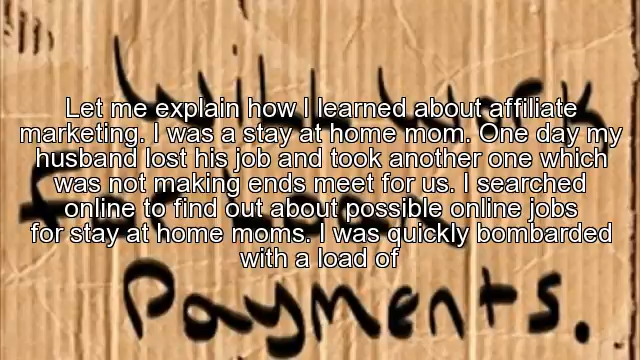 Will Work
Let me explain how I learned about affiliate
marketing. I was a stay at home mom. One day my
husband lost his job and took another one which
was not making ends meet for us. I searched
online to find out about possible online jobs
for stay at home moms. I was quickly bombarded
with a load of
Payments.